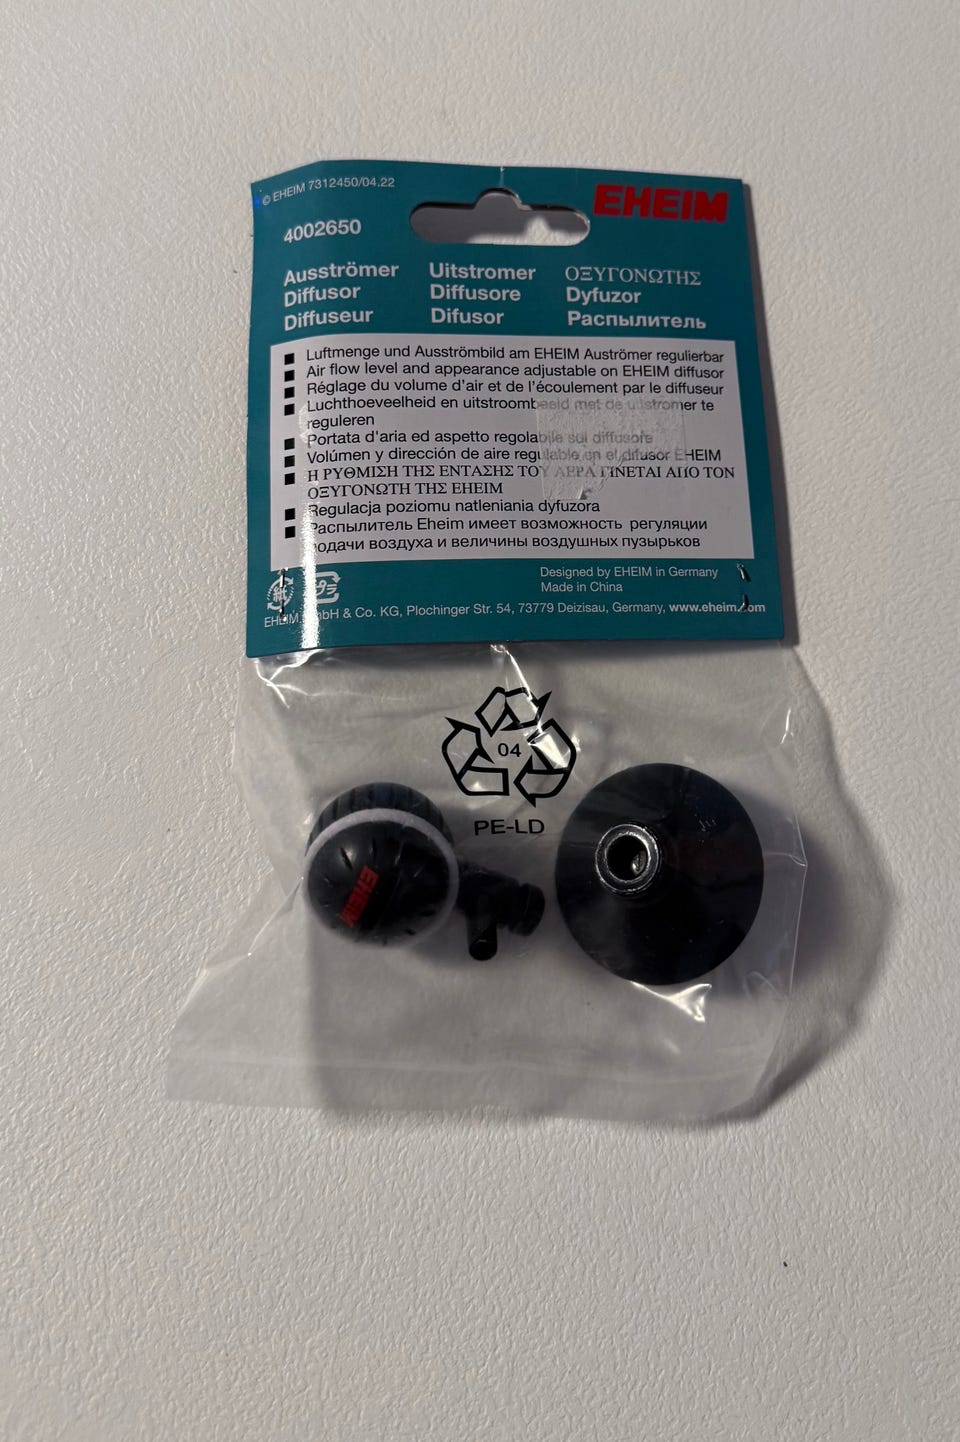 © EHEIM 7312450/04.22
EHEIM
4002650
Ausströmer Uitstromer ΟΞΥΓΟΝΩΤΗΣ
Diffusor Diffusore Dyfuzor
Diffuseur Difusor Распылитель
Luftmenge und Ausströmbild am EHEIM Auströmer regulierbar
Air flow level and appearance adjustable on EHEIM diffusor
Réglage du volume d'air et de l'écoulement par le diffuseur
Luchthoeveelheid en uitstroombeeld met de uitstromer te
reguleren
Portata d'aria ed aspetto regolabile sul diffusore
Volúmen y dirección de aire regulable en el difusor EHEIM
Η ΡΥΘΜΙΣΗ ΤΗΣ ΕΝΤΑΣΗΣ ΤΟΥ ΑΕΡΑ ΓΙΝΕΤΑΙ ΑΠΟ ΤΟΝ
ΟΞΥΓΟΝΩΤΗ ΤΗΣ EHEIM
Regulacja poziomu natleniania dyfuzora
Распылитель Eheim имеет возможность регуляции
подачи воздуха и величины воздушных пузырьков
Designed by EHEIM in Germany
Made in China
EHEIM GmbH & Co. KG, Plochinger Str. 54, 73779 Deizisau, Germany, www.eheim.com
04
PE-LD
EHEIM